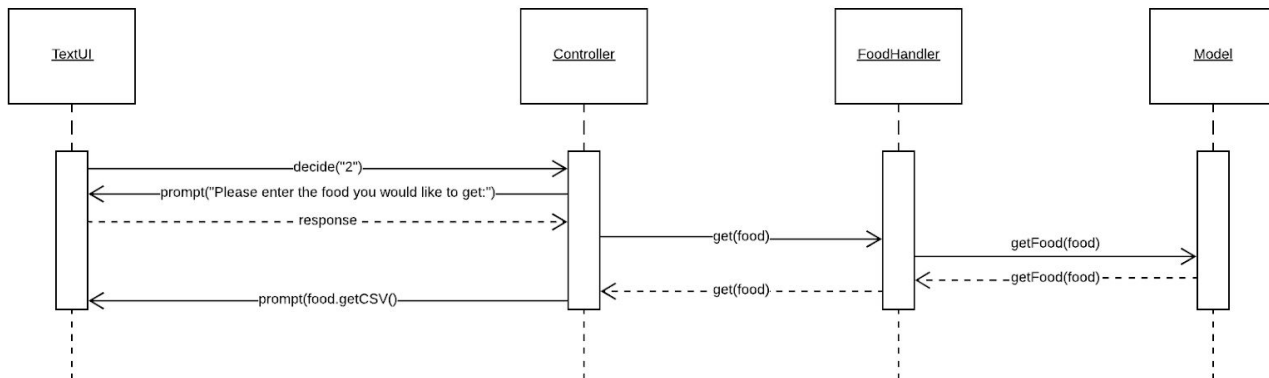 TextUI
Controller
FoodHandler
Model
decide("2")
prompt("Please enter the food you would like to get:")
response
get(food)
getFood(food)
getFood(food)
get(food)
prompt(food.getCSV()